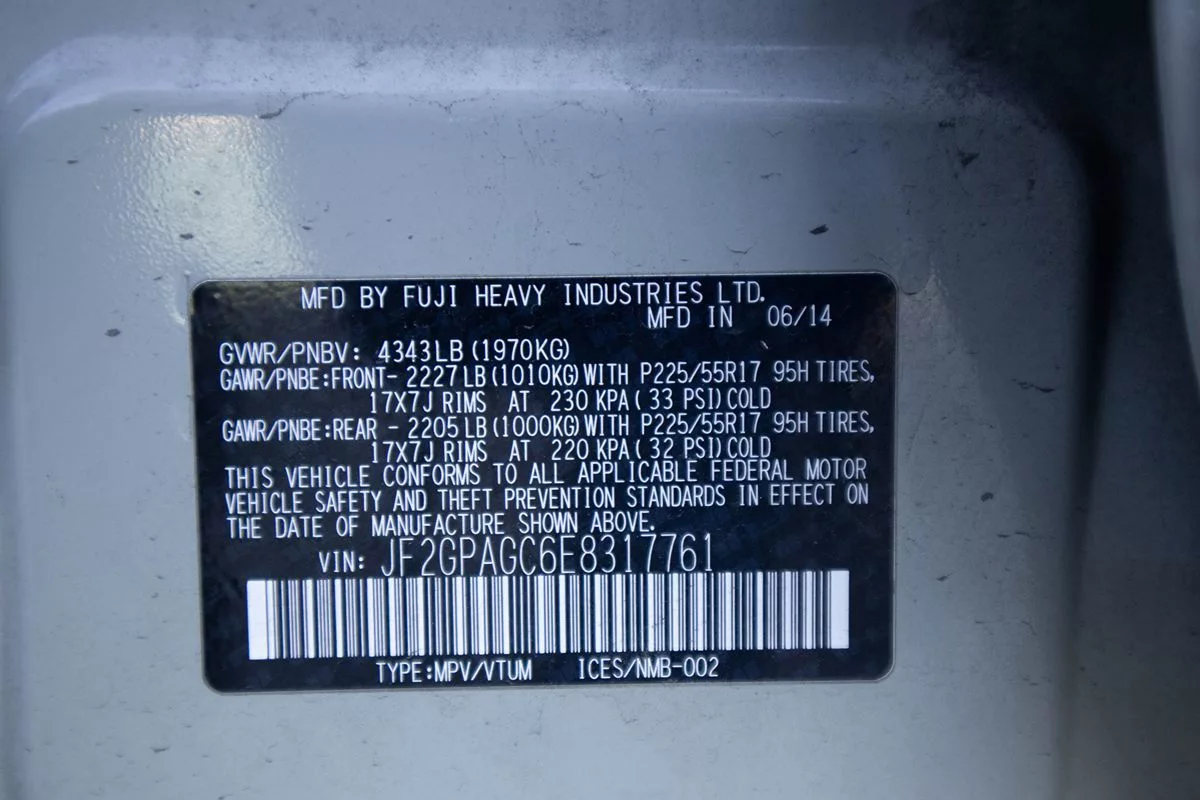 MFD BY FUJI HEAVY INDUSTRIES LTD.
MFD IN 06/14
GVWR/PNBV: 4343LB (1970KG)
GAWR/PNBE:FRONT- 2227LB (1010KG) WITH P225/55R17 95H TIRES,
17X7J RIMS AT 230 KPA ( 33 PSI) COLD
GAWR/PNBE:REAR - 2205LB (1000KG) WITH P225/55R17 95H TIRES,
17X7J RIMS AT 220 KPA ( 32 PSI) COLD
THIS VEHICLE CONFORMS TO ALL APPLICABLE FEDERAL MOTOR
VEHICLE SAFETY AND THEFT PREVENTION STANDARDS IN EFFECT ON
THE DATE OF MANUFACTURE SHOWN ABOVE.
VIN: JF2GPAGC6E8317761
TYPE:MPV/VTUM ICES/NMB-002